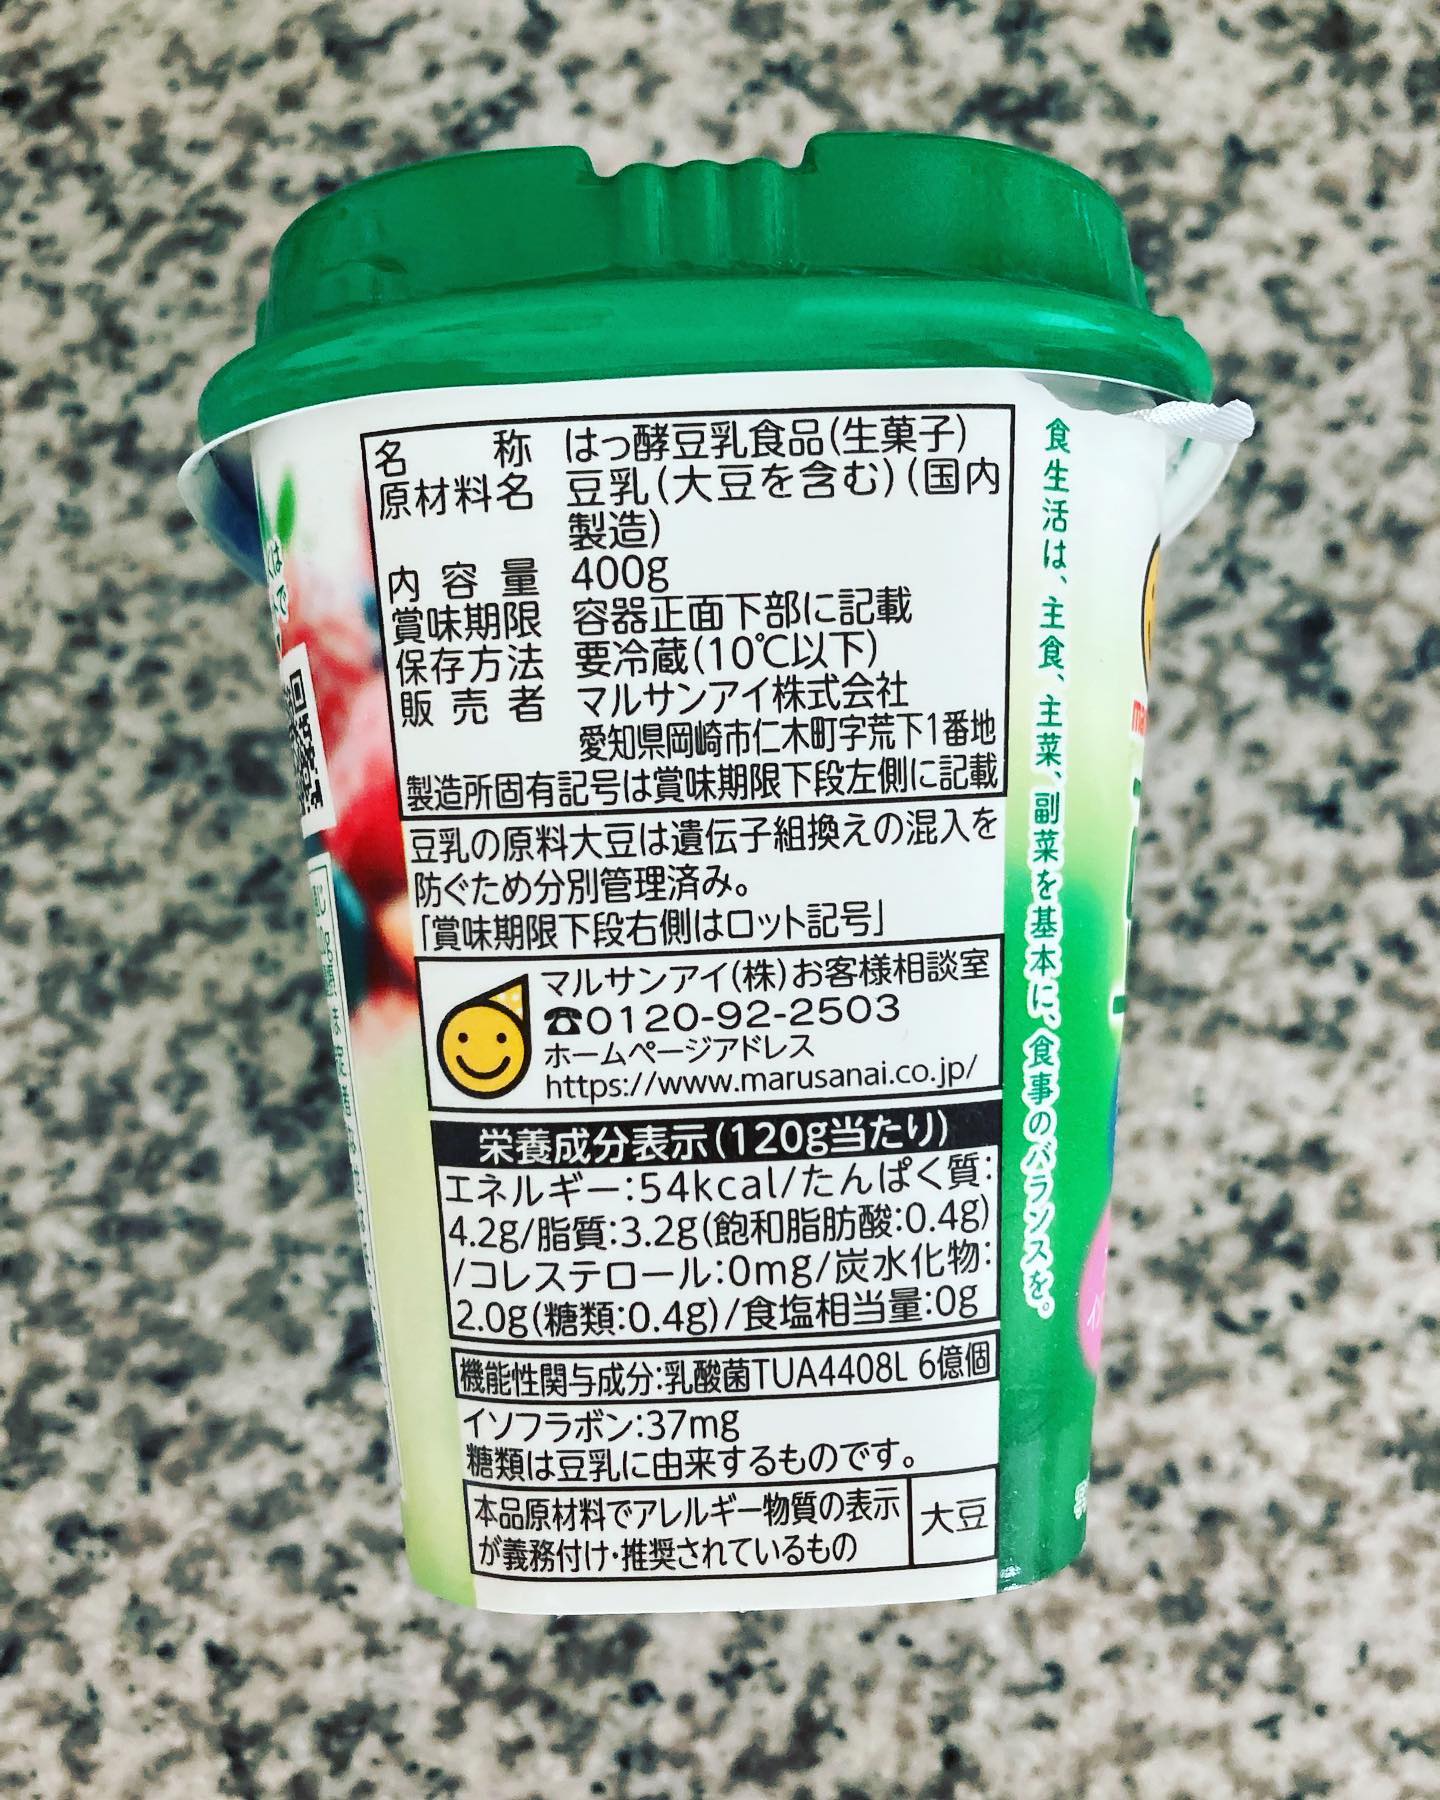 名称 はっ酵豆乳食品(生菓子)
原材料名 豆乳(大豆を含む)(国内
製造)
内容量 400g
賞味期限 容器正面下部に記載
保存方法 要冷蔵(10℃以下)
販売者 マルサンアイ株式会社
愛知県岡崎市仁木町字荒下1番地
製造所固有記号は賞味期限下段左側に記載
豆乳の原料大豆は遺伝子組換えの混入を
防ぐため分別管理済み。
「賞味期限下段右側はロット記号」
マルサンアイ(株)お客様相談室
☎0120-92-2503
ホームページアドレス
https://www.marusanai.co.jp/
栄養成分表示(120g当たり)
エネルギー:54kcal/たんぱく質:
4.2g/脂質:3.2g(飽和脂肪酸:0.4g)
/コレステロール:0mg/炭水化物:
2.0g(糖類:0.4g)/食塩相当量:0g
機能性関与成分:乳酸菌TUA4408L 6億個
イソフラボン:37mg
糖類は豆乳に由来するものです。
本品原材料でアレルギー物質の表示
が義務付け・推奨されているもの
大豆
食生活は、主食、主菜、副菜を基本に、食事のバランスを。